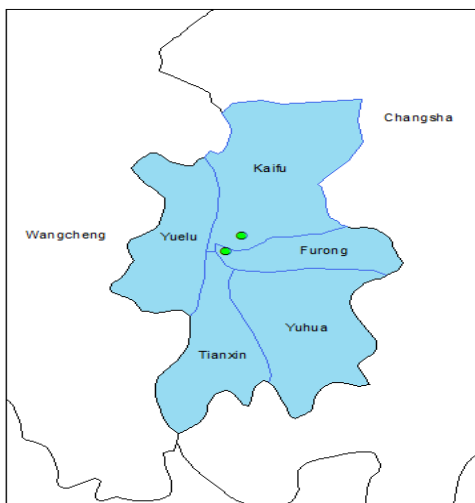 Changsha
Kaifu
Wangcheng
Yuelu
Furong
Yuhua
Tianxin